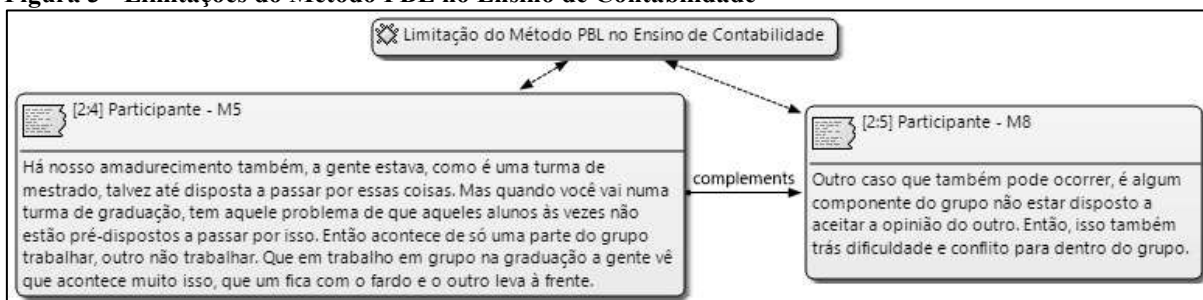 Figura 3 - Limitações do Método PBL no Ensino de Contabilidade
Limitação do Método PBL no Ensino de Contabilidade
[2:4] Participante - M5
Há nosso amadurecimento também, a gente estava, como é uma turma de
mestrado, talvez até disposta a passar por essas coisas. Mas quando você vai numa
turma de graduação, tem aquele problema de que aqueles alunos às vezes não
estão pré-dispostos a passar por isso. Então acontece de só uma parte do grupo
trabalhar, outro não trabalhar. Que em trabalho em grupo na graduação a gente vê
que acontece muito isso, que um fica com o fardo e o outro leva à frente.
complements
[2:5] Participante - M8
Outro caso que também pode ocorrer, é algum
componente do grupo não estar disposto a
aceitar a opinião do outro. Então, isso também
trás dificuldade e conflito para dentro do grupo.